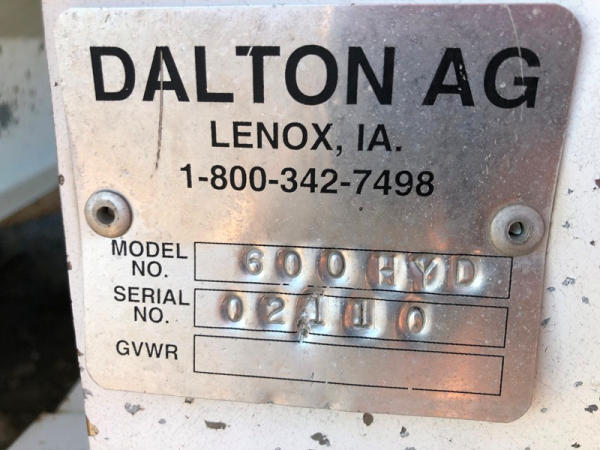 DALTON AG
LENOX, IA.
1-800-342-7498
MODEL NO. 600 HYD
SERIAL NO. 02110
GVWR